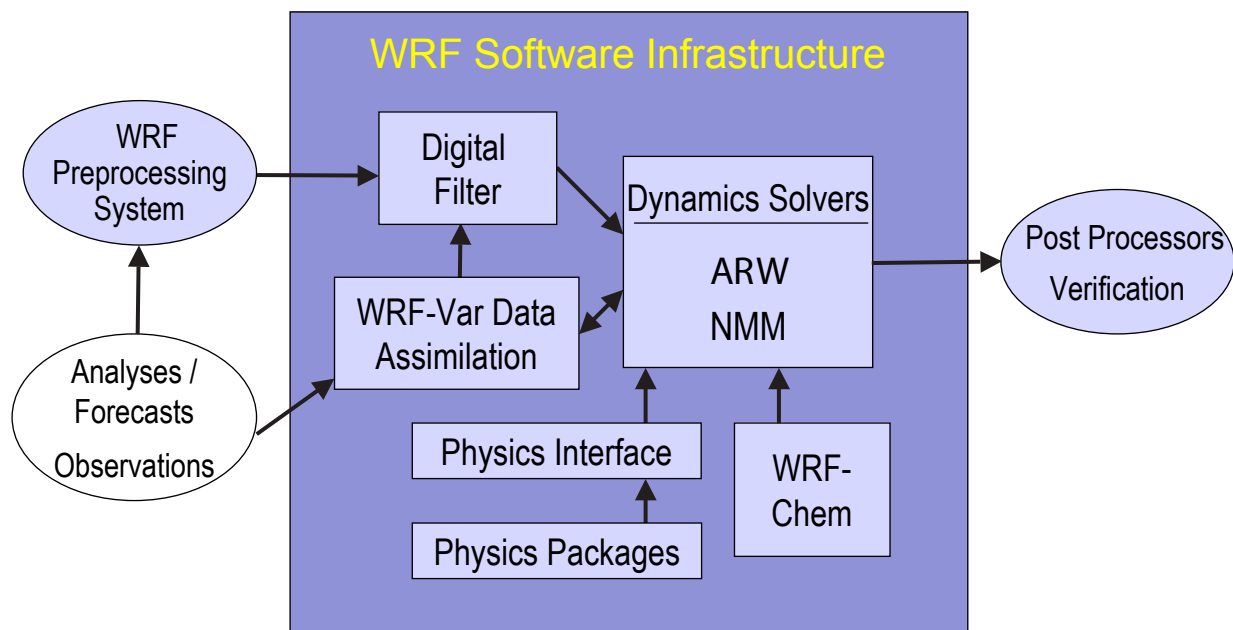 WRF Software Infrastructure
WRF
Preprocessing
System
Digital
Filter
Dynamics Solvers
ARW
NMM
Post Processors
Verification
WRF-Var Data
Assimilation
Analyses /
Forecasts
Observations
Physics Interface
WRF-
Chem
Physics Packages